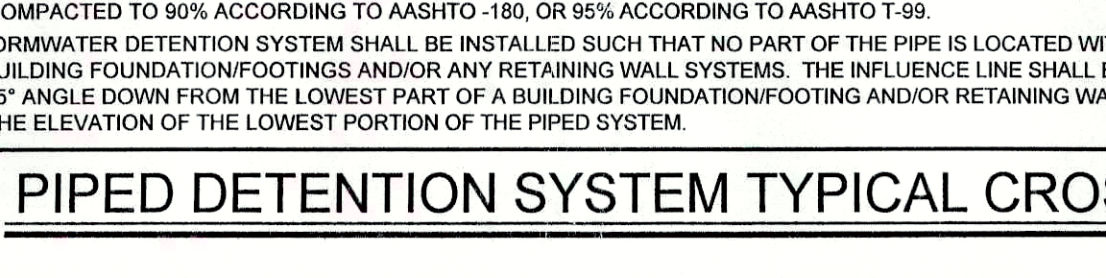 OMPACTED TO 90% ACCORDING TO AASHTO -180, OR 95% ACCORDING TO AASHTO T-99.
ORMWATER DETENTION SYSTEM SHALL BE INSTALLED SUCH THAT NO PART OF THE PIPE IS LOCATED WI
UILDING FOUNDATION/FOOTINGS AND/OR ANY RETAINING WALL SYSTEMS. THE INFLUENCE LINE SHALL B
5° ANGLE DOWN FROM THE LOWEST PART OF A BUILDING FOUNDATION/FOOTING AND/OR RETAINING WA
HE ELEVATION OF THE LOWEST PORTION OF THE PIPED SYSTEM.
PIPED DETENTION SYSTEM TYPICAL CROS